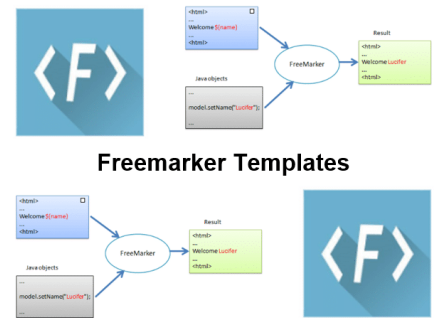 <F>
<html>
...
Welcome ${name}
...
<html>
Java objects
...
model.setName("Lucifer");
...
FreeMarker
Result
<html>
...
Welcome Lucifer
...
<html>
Freemarker Templates
<html>
...
Welcome ${name}
...
<html>
Java objects
...
model.setName("Lucifer");
...
FreeMarker
Result
<html>
...
Welcome Lucifer
...
<html>
<F>